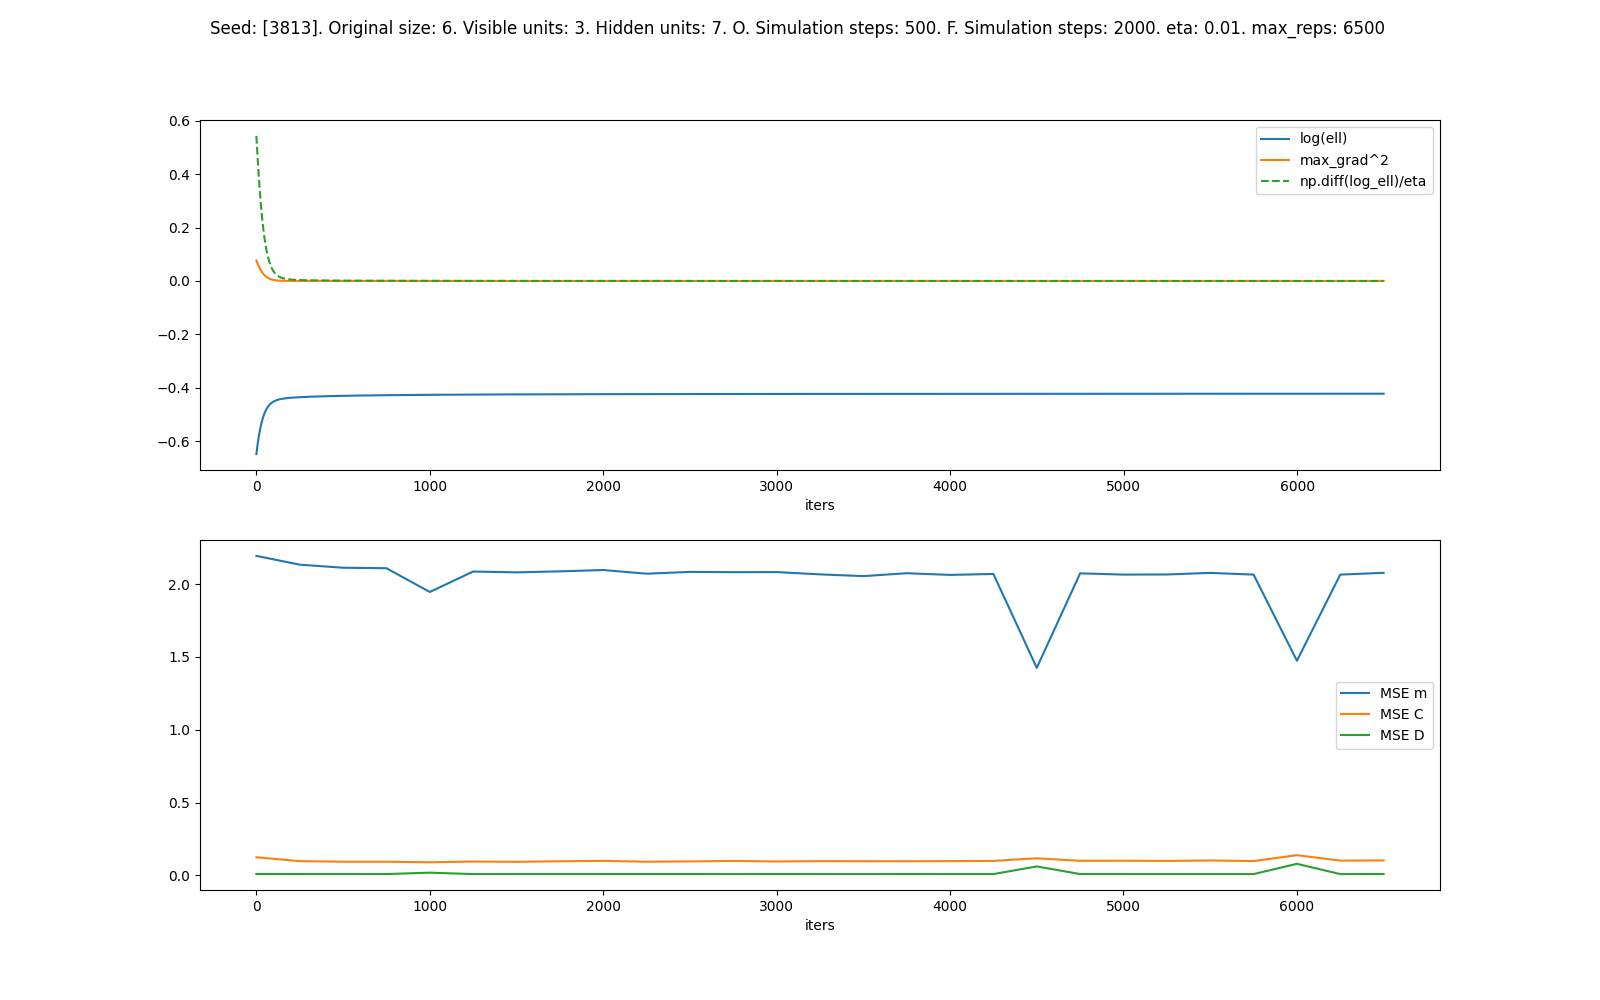 Seed: [3813]. Original size: 6. Visible units: 3. Hidden units: 7. O. Simulation steps: 500. F. Simulation steps: 2000. eta: 0.01. max_reps: 6500
0.6
0.4
0.2
0.0
−0.2
−0.4
−0.6
log(ell)
max_grad^2
np.diff(log_ell)/eta
0 1000 2000 3000 4000 5000 6000
iters
2.0
1.5
1.0
0.5
0.0
MSE m
MSE C
MSE D
0 1000 2000 3000 4000 5000 6000
iters